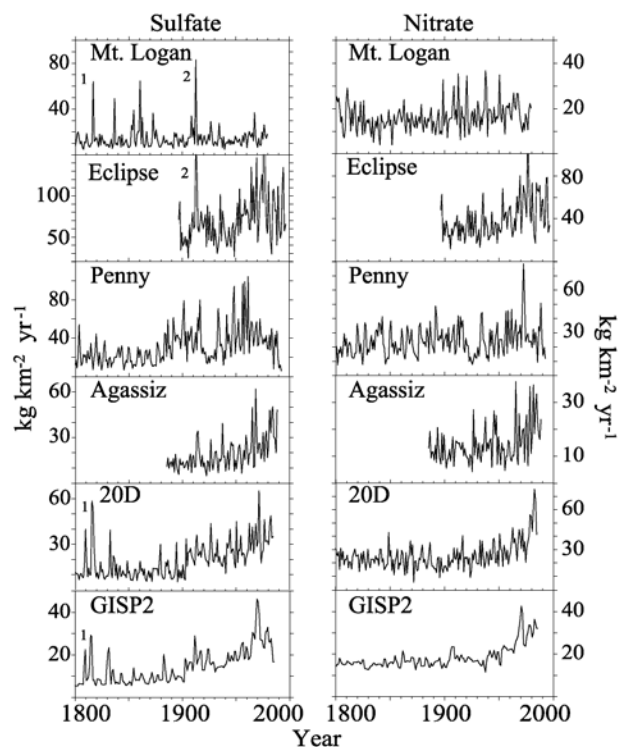 Sulfate
Nitrate
Mt. Logan
80
40
1
2
Mt. Logan
40
20
Eclipse
100
50
2
Eclipse
80
40
Penny
80
40
Penny
60
30
kg km-2 yr-1
kg km-2 yr-1
Agassiz
60
30
Agassiz
30
10
20D
60
30
1
20D
60
30
GISP2
40
20
1
GISP2
40
20
1800
1900
2000
1800
1900
2000
Year